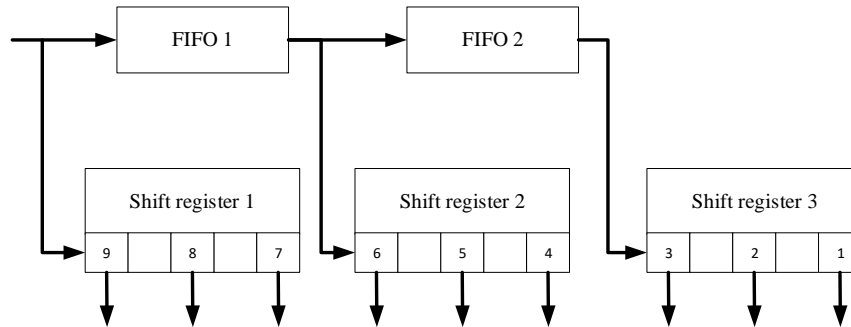 FIFO 1 FIFO 2
Shift register 1 Shift register 2 Shift register 3
9 8 7 6 5 4 3 2 1